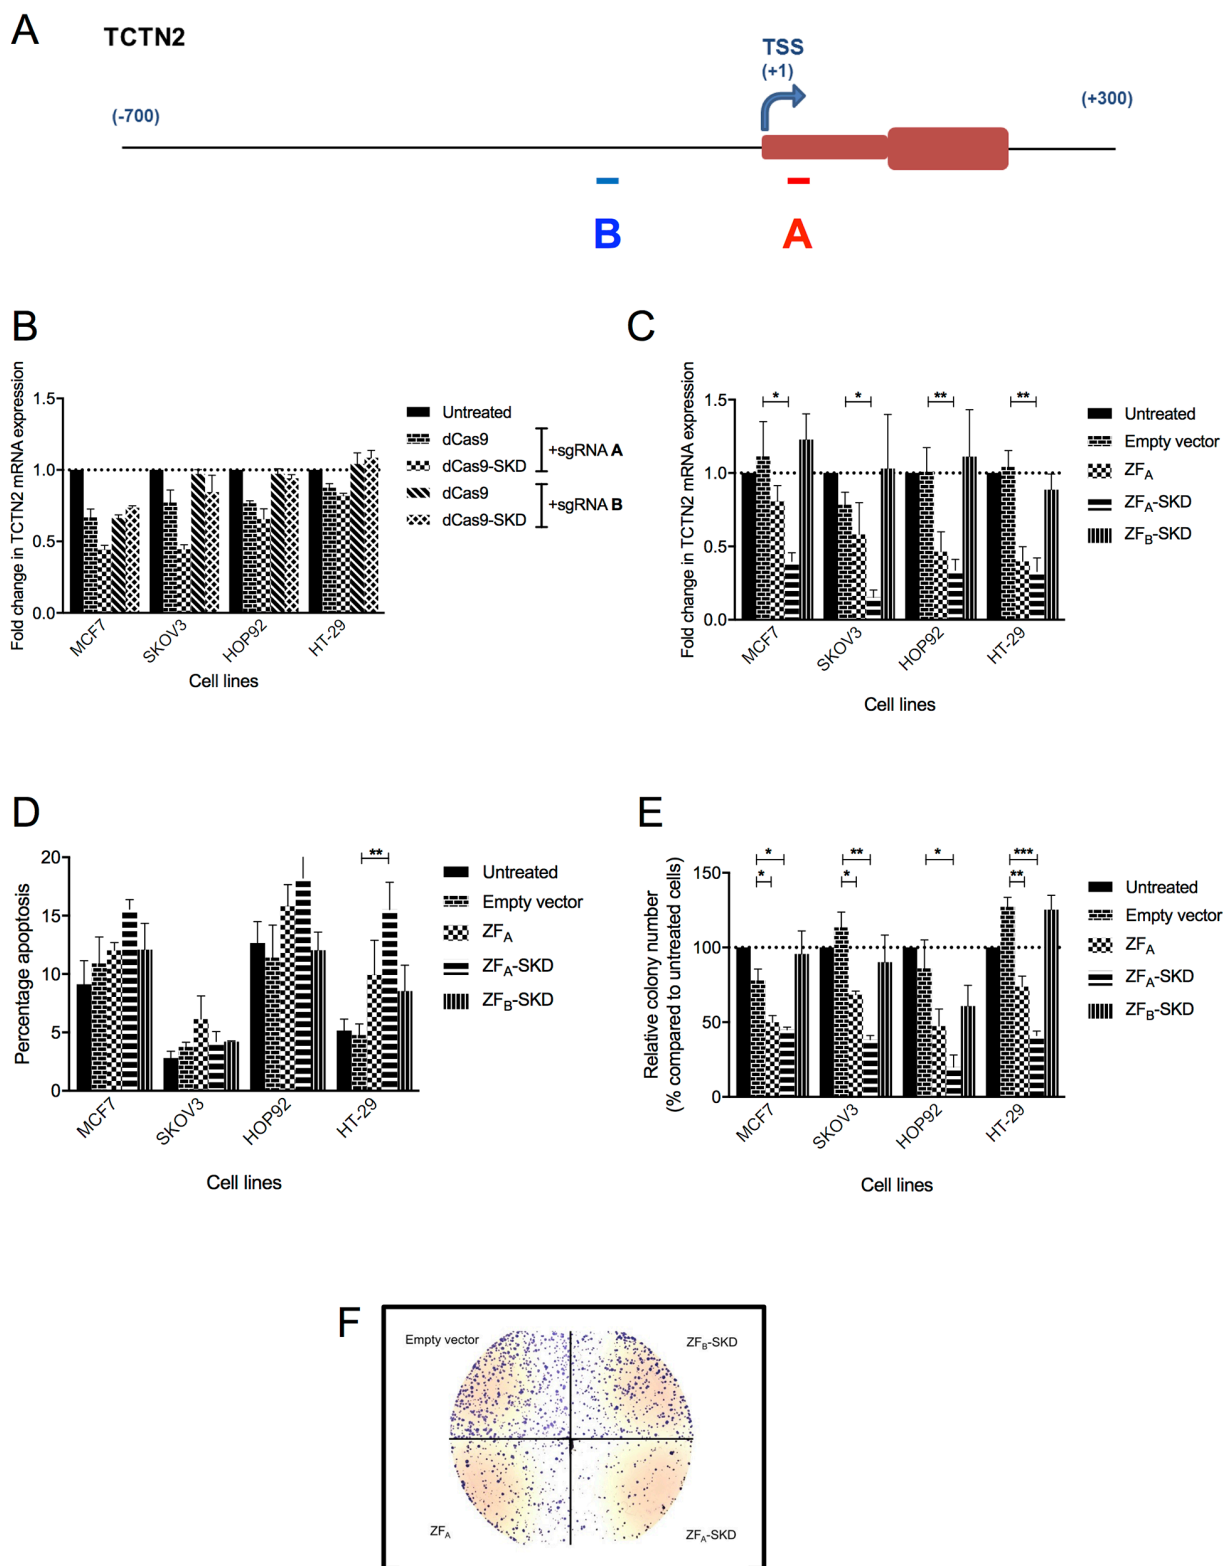 A
TCTN2
TSS
(+1)
(-700)
(+300)
B
A
B
Fold change in TCTN2 mRNA expression
1.5
1.0
0.5
0.0
MCF7
SKOV3
HOP92
HT-29
Cell lines
Untreated
dCas9
dCas9-SKD
+sgRNA A
dCas9
dCas9-SKD
+sgRNA B
C
Fold change in TCTN2 mRNA expression
1.5
1.0
0.5
0.0
*
*
**
**
MCF7
SKOV3
HOP92
HT-29
Cell lines
Untreated
Empty vector
ZFA
ZFA-SKD
ZFB-SKD
D
Percentage apoptosis
20
15
10
5
0
**
MCF7
SKOV3
HOP92
HT-29
Cell lines
Untreated
Empty vector
ZFA
ZFA-SKD
ZFB-SKD
E
Relative colony number
(% compared to untreated cells)
150
100
50
0
*
*
**
*
*
***
**
MCF7
SKOV3
HOP92
HT-29
Cell lines
Untreated
Empty vector
ZFA
ZFA-SKD
ZFB-SKD
F
Empty vector
ZFB-SKD
ZFA
ZFA-SKD